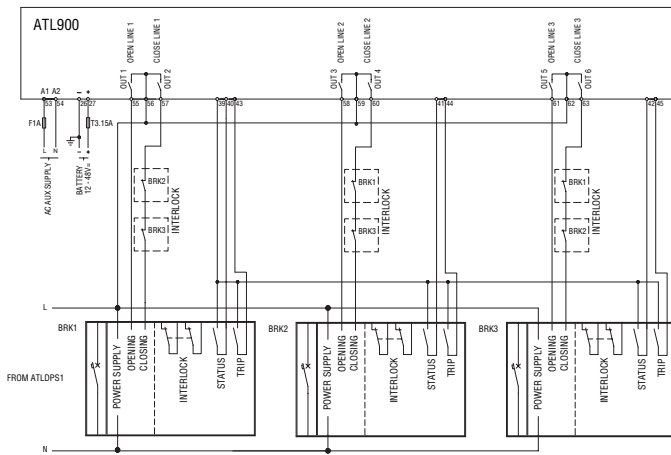 ATL900
OPEN LINE 1
CLOSE LINE 1
OPEN LINE 2
CLOSE LINE 2
OPEN LINE 3
CLOSE LINE 3
OUT 1
OUT 2
OUT 3
OUT 4
OUT 5
OUT 6
A1 A2 - +
53 54 26 27 55 56 57 39 40 43 58 59 60 41 44 61 62 63 42 45
F1A
T3.15A
L N - +
AC AUX SUPPLY
BATTERY
12 - 48V=
BRK2
BRK3
INTERLOCK
BRK1
BRK3
INTERLOCK
BRK1
BRK2
INTERLOCK
L
BRK1
POWER SUPPLY
OPENING
CLOSING
INTERLOCK
STATUS
TRIP
BRK2
POWER SUPPLY
OPENING
CLOSING
INTERLOCK
STATUS
TRIP
BRK3
POWER SUPPLY
OPENING
CLOSING
INTERLOCK
STATUS
TRIP
FROM ATLDPS1
N